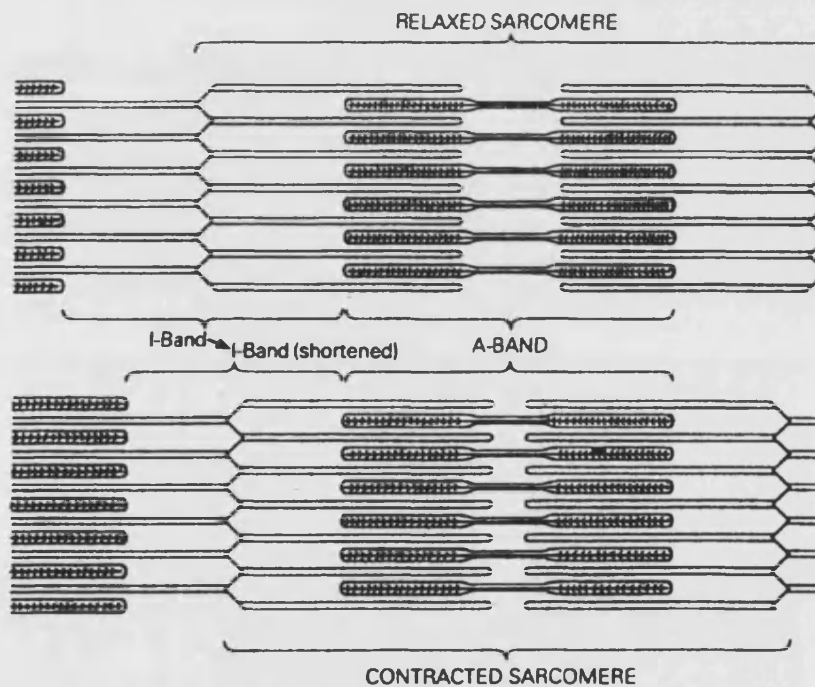 RELAXED SARCOMERE
I-Band
I-Band (shortened)
A-BAND
CONTRACTED SARCOMERE